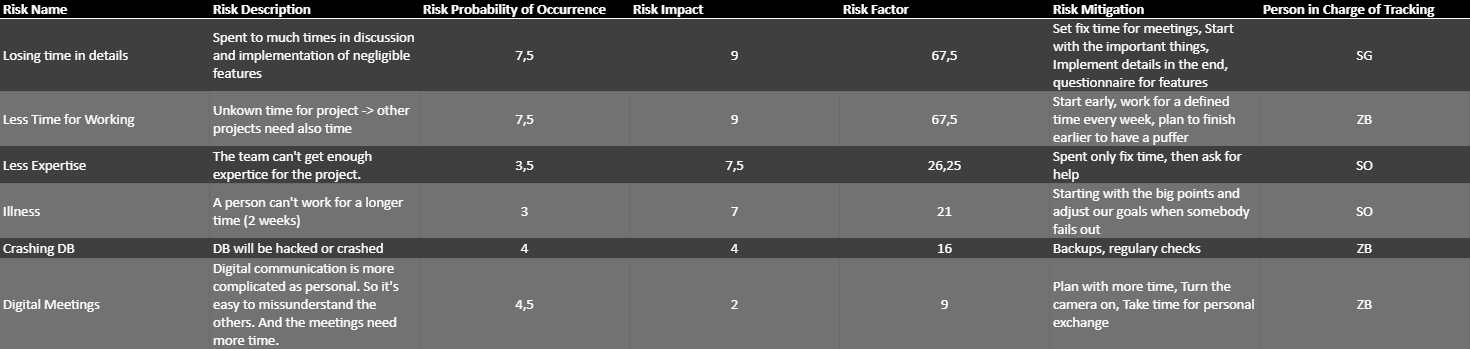 Risk Name Risk Description Risk Probability of Occurrence Risk Impact Risk Factor Risk Mitigation Person in Charge of Tracking
Losing time in details
Spent to much times in discussion
and implementation of negligible
features
7,5
9
67,5
Set fix time for meetings, Start
with the important things,
Implement details in the end,
questionnaire for features
SG
Less Time for Working
Unkown time for project -> other
projects need also time
7,5
9
67,5
Start early, work for a defined
time every week, plan to finish
earlier to have a puffer
ZB
Less Expertise
The team can't get enough
expertice for the project.
3,5
7,5
26,25
Spent only fix time, then ask for
help
SO
Illness
A person can't work for a longer
time (2 weeks)
3
7
21
Starting with the big points and
adjust our goals when somebody
fails out
SO
Crashing DB
DB will be hacked or crashed
4
4
16
Backups, regulary checks
ZB
Digital Meetings
Digital communication is more
complicated as personal. So it's
easy to missunderstand the
others. And the meetings need
more time.
4,5
2
9
Plan with more time, Turn the
camera on, Take time for personal
exchange
ZB